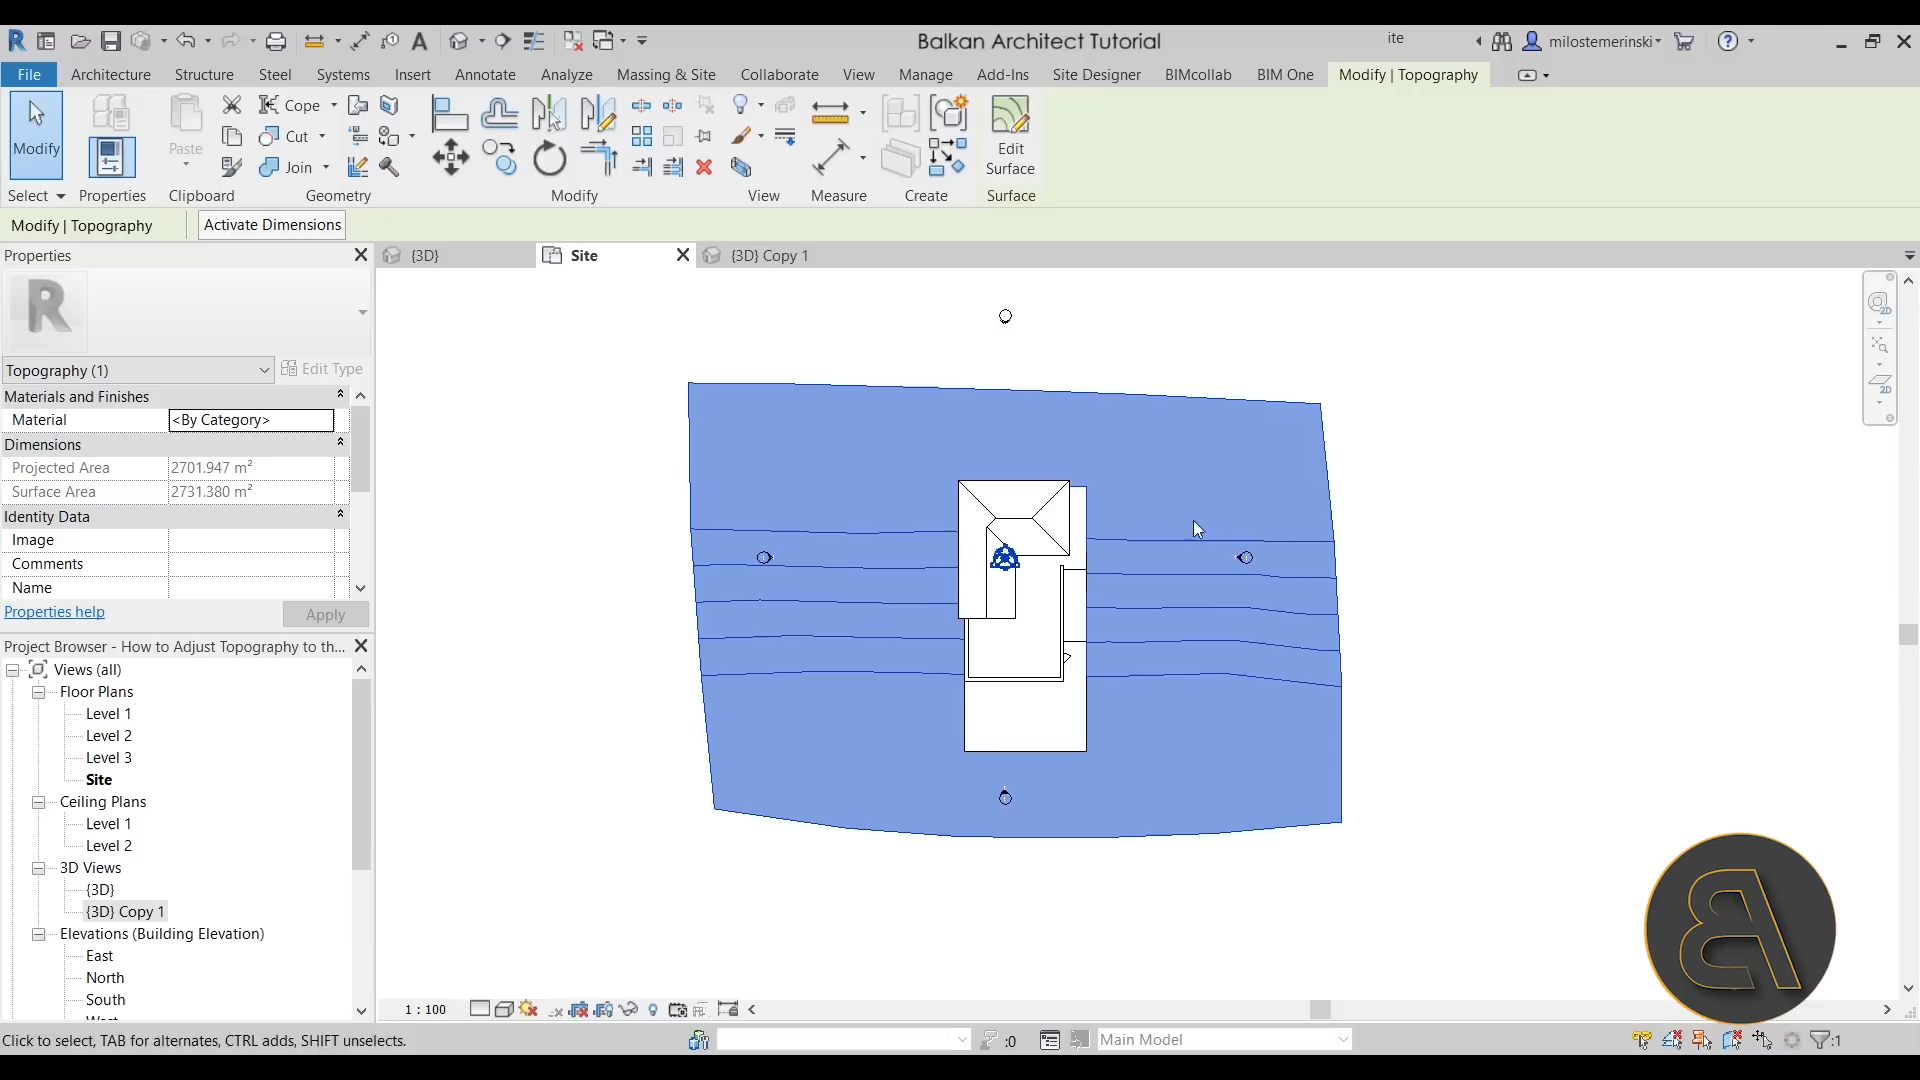 Balkan Architect Tutorial
ite
milostemerinski
File Architecture Structure Steel Systems Insert Annotate Analyze Massing & Site Collaborate View Manage Add-Ins Site Designer BIMcollab BIM One Modify | Topography
Modify
Paste
Cope
Cut
Join
Edit
Surface
Select Properties Clipboard Geometry Modify View Measure Create Surface
Modify | Topography Activate Dimensions
Properties
{3D} Site {3D} Copy 1
R
Topography (1) Edit Type
Materials and Finishes
Material <By Category>
Dimensions
Projected Area 2701.947 m²
Surface Area 2731.380 m²
Identity Data
Image
Comments
Name
Properties help Apply
Project Browser - How to Adjust Topography to th...
Views (all)
Floor Plans
Level 1
Level 2
Level 3
Site
Ceiling Plans
Level 1
Level 2
3D Views
{3D}
{3D} Copy 1
Elevations (Building Elevation)
East
North
South
2D
2D
1 : 100
Click to select, TAB for alternates, CTRL adds, SHIFT unselects.
:0
Main Model
:1